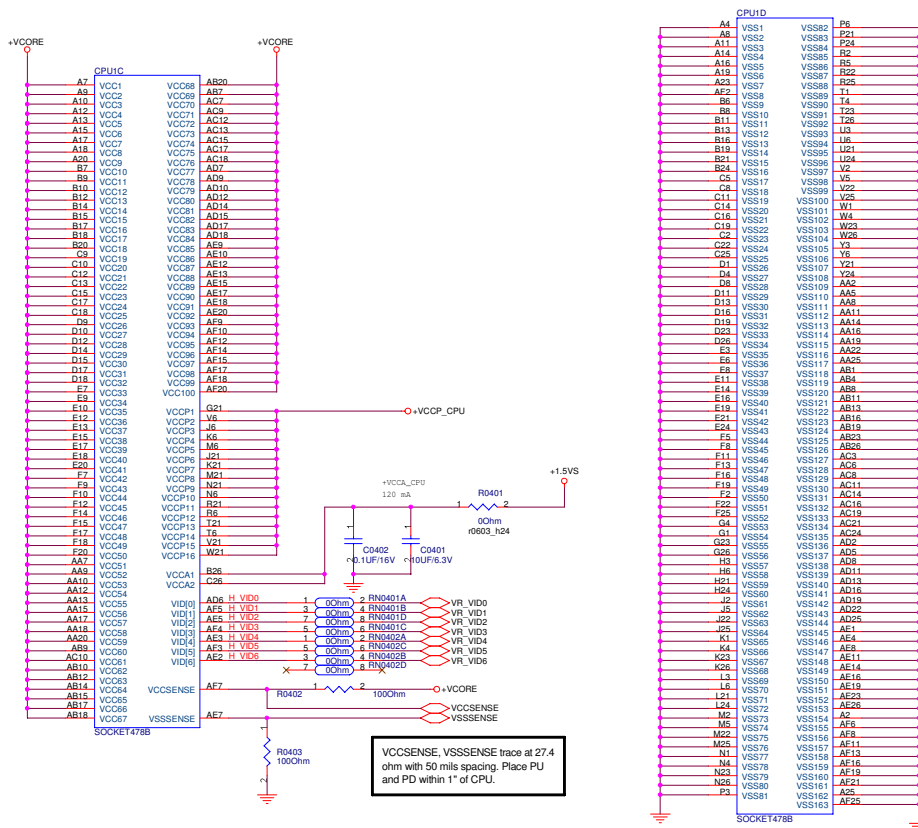 +VCORE
+VCORE
CPU1C
A7 VCC1 VCC68 AB20
A9 VCC2 VCC69 AB7
A10 VCC3 VCC70 AC7
A12 VCC4 VCC71 AC9
A13 VCC5 VCC72 AC12
A15 VCC6 VCC73 AC13
A17 VCC7 VCC74 AC15
A18 VCC8 VCC75 AC17
A20 VCC9 VCC76 AC18
B7 VCC10 VCC77 AD7
B9 VCC11 VCC78 AD9
B10 VCC12 VCC79 AD10
B12 VCC13 VCC80 AD12
B14 VCC14 VCC81 AD14
B15 VCC15 VCC82 AD15
B17 VCC16 VCC83 AD17
B18 VCC17 VCC84 AD18
B20 VCC18 VCC85 AE9
C9 VCC19 VCC86 AE10
C10 VCC20 VCC87 AE12
C12 VCC21 VCC88 AE13
C13 VCC22 VCC89 AE15
C15 VCC23 VCC90 AE17
C17 VCC24 VCC91 AE18
C18 VCC25 VCC92 AE20
D9 VCC26 VCC93 AF9
D10 VCC27 VCC94 AF10
D12 VCC28 VCC95 AF12
D14 VCC29 VCC96 AF14
D15 VCC30 VCC97 AF15
D17 VCC31 VCC98 AF17
D18 VCC32 VCC99 AF18
E7 VCC33 VCC100 AF20
E9 VCC34
E10 VCC35 VCCP1 G21 +VCCP_CPU
E12 VCC36 VCCP2 V6
E13 VCC37 VCCP3 J6
E15 VCC38 VCCP4 K6
E17 VCC39 VCCP5 M6
E18 VCC40 VCCP6 J21
E20 VCC41 VCCP7 K21
F7 VCC42 VCCP8 M21
F9 VCC43 VCCP9 N21
F10 VCC44 VCCP10 N6
F12 VCC45 VCCP11 R21
F14 VCC46 VCCP12 R6
F15 VCC47 VCCP13 T21
F17 VCC48 VCCP14 T6
F18 VCC49 VCCP15 V21
F20 VCC50 VCCP16 W21
AA7 VCC51
AA9 VCC52 VCCA1 B26
AA10 VCC53 VCCA2 C26
AA12 VCC54
AA13 VCC55 VID[0] AD6 H_VID0 1 0Ohm 2 RN0401A VR_VID0
AA15 VCC56 VID[1] AF5 H_VID1 3 0Ohm 4 RN0401B VR_VID1
AA17 VCC57 VID[2] AE5 H_VID2 7 0Ohm 8 RN0401D VR_VID2
AA18 VCC58 VID[3] AF4 H_VID3 5 0Ohm 6 RN0401C VR_VID3
AA20 VCC59 VID[4] AE3 H_VID4 1 0Ohm 2 RN0402A VR_VID4
AB9 VCC60 VID[5] AF3 H_VID5 5 0Ohm 6 RN0402C VR_VID5
AC10 VCC61 VID[6] AE2 H_VID6 3 0Ohm 4 RN0402B VR_VID6
AB10 VCC62 7 0Ohm 8 RN0402D
AB12 VCC63
AB14 VCC64 VCCSENSE AF7 R0402 1 2 100Ohm +VCORE
AB15 VCC65
AB17 VCC66 VCCSENSE
AB18 VCC67 VSSSENSE AE7 VSSSENSE
SOCKET478B
+VCCA_CPU
120 mA
+1.5VS
R0401
1 2
0Ohm
r0603_h24
1
C0402
2 0.1UF/16V
1
C0401
2 10UF/6.3V
1
R0403
100Ohm
2
VCCSENSE, VSSSENSE trace at 27.4
ohm with 50 mils spacing. Place PU
and PD within 1" of CPU.
CPU1D
A4 VSS1 VSS82 P6
A8 VSS2 VSS83 P21
A11 VSS3 VSS84 P24
A14 VSS4 VSS85 R2
A16 VSS5 VSS86 R5
A19 VSS6 VSS87 R22
A23 VSS7 VSS88 R25
AF2 VSS8 VSS89 T1
B6 VSS9 VSS90 T4
B8 VSS10 VSS91 T23
B11 VSS11 VSS92 T26
B13 VSS12 VSS93 U3
B16 VSS13 VSS94 U6
B19 VSS14 VSS95 U21
B21 VSS15 VSS96 U24
B24 VSS16 VSS97 V2
C5 VSS17 VSS98 V5
C8 VSS18 VSS99 V22
C11 VSS19 VSS100 V25
C14 VSS20 VSS101 W1
C16 VSS21 VSS102 W4
C19 VSS22 VSS103 W23
C2 VSS23 VSS104 W26
C22 VSS24 VSS105 Y3
C25 VSS25 VSS106 Y6
D1 VSS26 VSS107 Y21
D4 VSS27 VSS108 Y24
D8 VSS28 VSS109 AA2
D11 VSS29 VSS110 AA5
D13 VSS30 VSS111 AA8
D16 VSS31 VSS112 AA11
D19 VSS32 VSS113 AA14
D23 VSS33 VSS114 AA16
D26 VSS34 VSS115 AA19
E3 VSS35 VSS116 AA22
E6 VSS36 VSS117 AA25
E8 VSS37 VSS118 AB1
E11 VSS38 VSS119 AB4
E14 VSS39 VSS120 AB8
E16 VSS40 VSS121 AB11
E19 VSS41 VSS122 AB13
E21 VSS42 VSS123 AB16
E24 VSS43 VSS124 AB19
F5 VSS44 VSS125 AB23
F8 VSS45 VSS126 AB26
F11 VSS46 VSS127 AC3
F13 VSS47 VSS128 AC6
F16 VSS48 VSS129 AC8
F19 VSS49 VSS130 AC11
F2 VSS50 VSS131 AC14
F22 VSS51 VSS132 AC16
F25 VSS52 VSS133 AC19
G4 VSS53 VSS134 AC21
G1 VSS54 VSS135 AC24
G23 VSS55 VSS136 AD2
G26 VSS56 VSS137 AD5
H3 VSS57 VSS138 AD8
H6 VSS58 VSS139 AD11
H21 VSS59 VSS140 AD13
H24 VSS60 VSS141 AD16
J2 VSS61 VSS142 AD19
J5 VSS62 VSS143 AD22
J22 VSS63 VSS144 AD25
J25 VSS64 VSS145 AE1
K1 VSS65 VSS146 AE4
K4 VSS66 VSS147 AE8
K23 VSS67 VSS148 AE11
K26 VSS68 VSS149 AE14
L3 VSS69 VSS150 AE16
L6 VSS70 VSS151 AE19
L21 VSS71 VSS152 AE23
L24 VSS72 VSS153 AE26
M2 VSS73 VSS154 A2
M5 VSS74 VSS155 AF6
M22 VSS75 VSS156 AF8
M25 VSS76 VSS157 AF11
N1 VSS77 VSS158 AF13
N4 VSS78 VSS159 AF16
N23 VSS79 VSS160 AF19
N26 VSS80 VSS161 AF21
P3 VSS81 VSS162 A25
VSS163 AF25
SOCKET478B